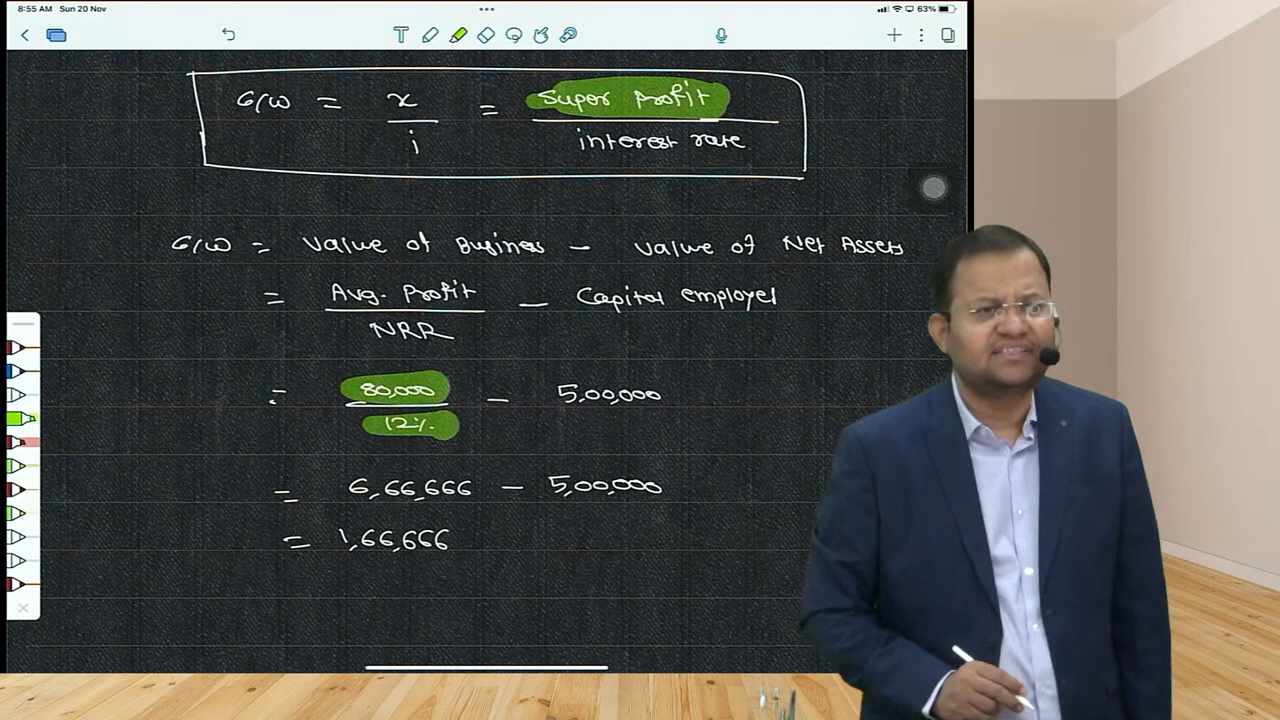 8:55 AM Sun 20 Nov
63%
G/W = x / i = Super Profit / interest rate
G/W = Value of Business - Value of Net Assets
= Avg. Profit / NRR - Capital employed
= 80,000 / 12% - 5,00,000
= 6,66,666 - 5,00,000
= 1,66,666